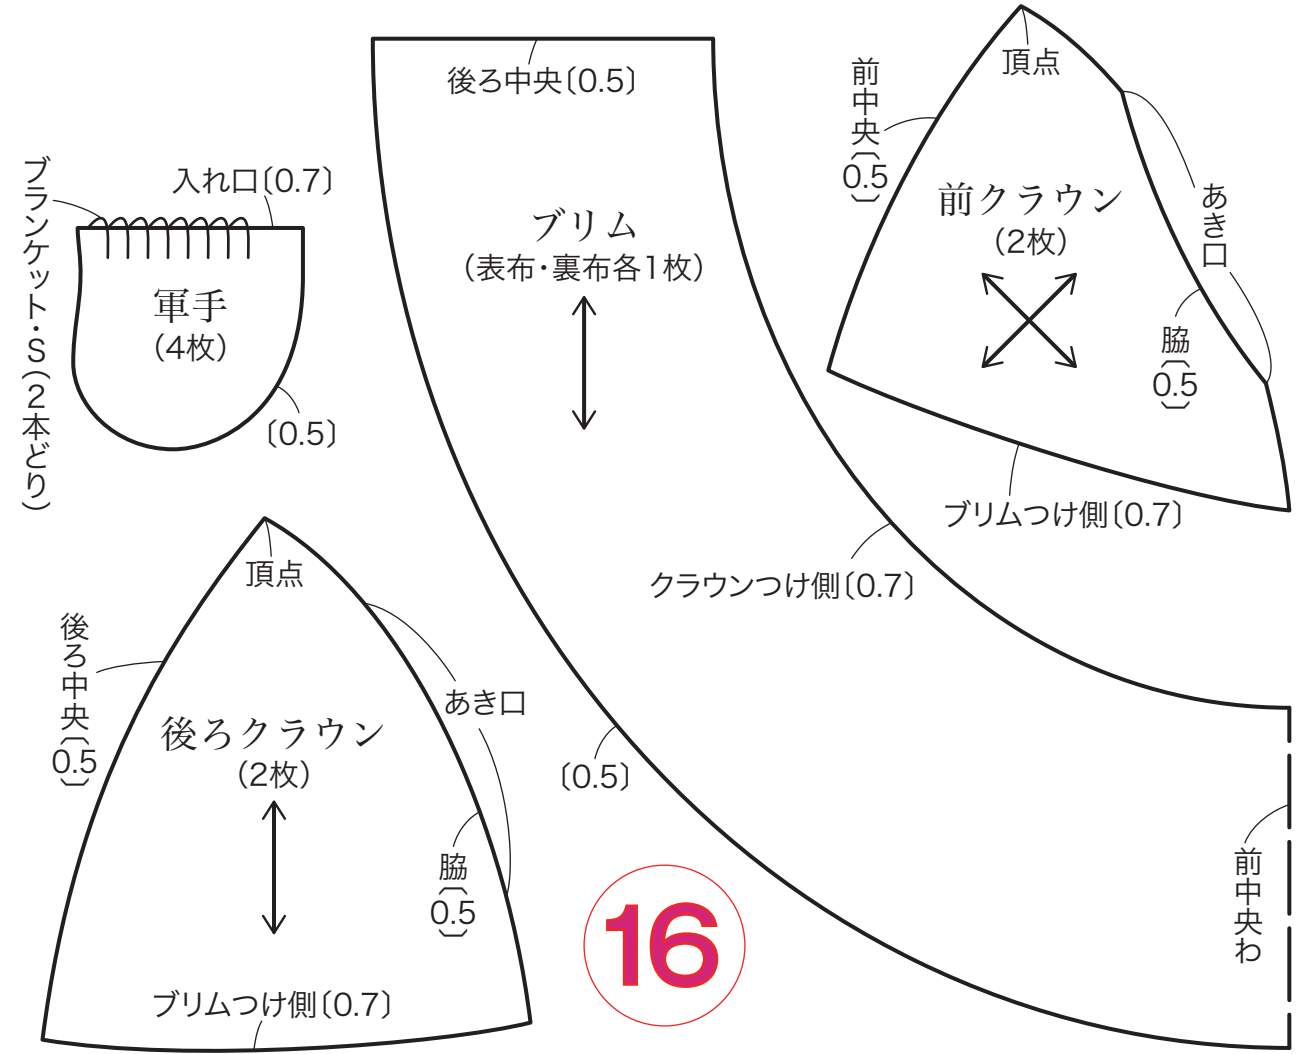 ブランケット・S(2本どり)
入れ口〔0.7〕
軍手
(4枚)
〔0.5〕
後ろ中央〔0.5〕
ブリム
(表布・裏布各1枚)
クラウンつけ側〔0.7〕
〔0.5〕
前中央わ
頂点
前中央〔0.5〕
前クラウン
(2枚)
あき口
脇〔0.5〕
ブリムつけ側〔0.7〕
頂点
後ろ中央〔0.5〕
後ろクラウン
(2枚)
あき口
脇〔0.5〕
ブリムつけ側〔0.7〕
16